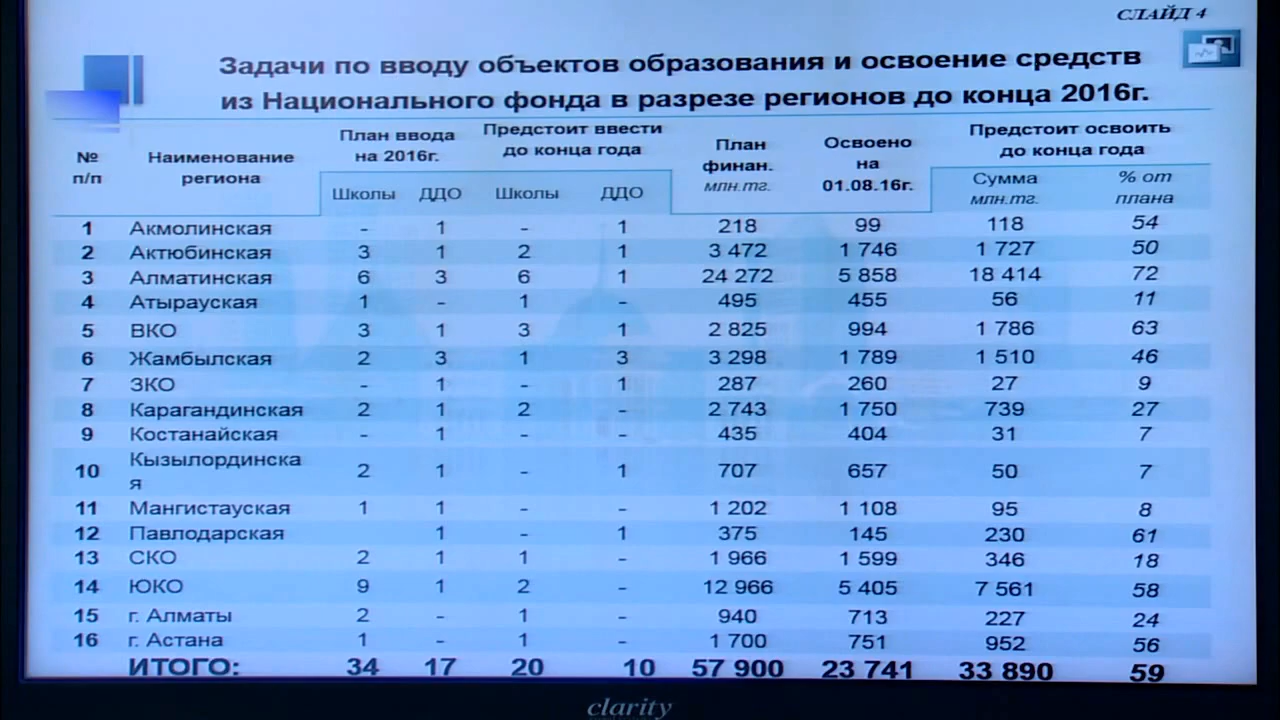 СЛАЙД 4
Задачи по вводу объектов образования и освоение средств
из Национального фонда в разрезе регионов до конца 2016г.
№ п/п Наименование региона План ввода на 2016г. Предстоит ввести до конца года План финан. млн.тг. Освоено на 01.08.16г. Предстоит освоить до конца года
Школы ДДО Школы ДДО Сумма млн.тг. % от плана
1 Акмолинская - 1 - 1 218 99 118 54
2 Актюбинская 3 1 2 1 3 472 1 746 1 727 50
3 Алматинская 6 3 6 1 24 272 5 858 18 414 72
4 Атырауская 1 - 1 - 495 455 56 11
5 ВКО 3 1 3 1 2 825 994 1 786 63
6 Жамбылская 2 3 1 3 3 298 1 789 1 510 46
7 ЗКО - 1 - 1 287 260 27 9
8 Карагандинская 2 1 2 - 2 743 1 750 739 27
9 Костанайская - 1 - - 435 404 31 7
10 Кызылординска
я 2 1 - 1 707 657 50 7
11 Мангистауская 1 1 - - 1 202 1 108 95 8
12 Павлодарская 1 - 1 375 145 230 61
13 СКО 2 1 1 - 1 966 1 599 346 18
14 ЮКО 9 1 2 - 12 966 5 405 7 561 58
15 г. Алматы 2 - 1 - 940 713 227 24
16 г. Астана 1 - 1 - 1 700 751 952 56
ИТОГО: 34 17 20 10 57 900 23 741 33 890 59
clarity